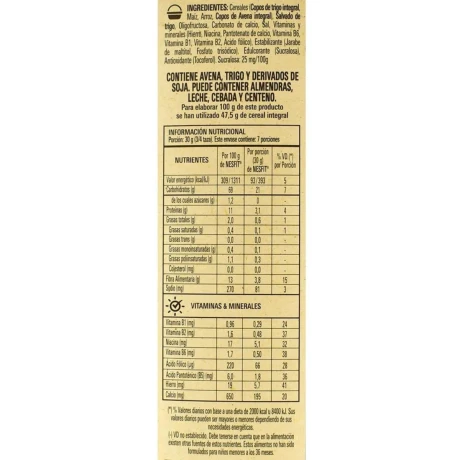 INGREDIENTES: Cereales (Copos de trigo integral,
Maíz, Arroz, Copos de Avena integral), Salvado de
trigo, Oligofructosa, Carbonato de calcio, Sal, Vitaminas y
minerales (Hierro, Niacina, Pantotenato de calcio, Vitamina B6,
Vitamina B1, Vitamina B2, Acido fólico), Estabilizante (Jarabe
de maltitol, Fosfato trisódico), Edulcorante (Sucralosa),
Antioxidante (Tocoferol). Sucralosa: 25 mg/100g
CONTIENE AVENA, TRIGO Y DERIVADOS DE
SOJA. PUEDE CONTENER ALMENDRAS,
LECHE, CEBADA Y CENTENO.
Para elaborar 100 g de este producto
se han utilizado 47,5 g de cereal integral
INFORMACIÓN NUTRICIONAL
Porción: 30 g (3/4 taza). Este envase contiene: 7 porciones
NUTRIENTES Por 100 g de NESFIT* Por porción (30 g) de NESFIT* % VD (*) por Porción
Valor energético (kcal/kJ) 309/1311 93/393 5
Carbohidratos (g) 69 21 7
de los cuales azúcares (g) 1,2 0 -
Proteínas (g) 11 3,1 4
Grasas totales (g) 2,0 0,6 1
Grasas saturadas (g) 0,4 0,1 1
Grasas trans (g) 0,0 0,0 -
Grasas monoinsaturadas (g) 0,4 0,1 -
Grasas poliinsaturadas (g) 1,1 0,3 -
Colesterol (mg) 0,0 0,0 -
Fibra Alimentaria (g) 13 3,8 15
Sodio (mg) 270 81 3
VITAMINAS & MINERALES
Vitamina B1 (mg) 0,96 0,29 24
Vitamina B2 (mg) 1,6 0,48 37
Niacina (mg) 17 5,1 32
Vitamina B6 (mg) 1,7 0,50 38
Acido Fólico (µg) 220 66 28
Acido Pantoténico (B5) (mg) 6,0 1,8 36
Hierro (mg) 19 5,7 41
Calcio (mg) 650 195 20
(*) % Valores diarios con base a una dieta de 2000 kcal o 8400 kJ. Sus valores
diarios pueden ser mayores o menores dependiendo de sus
necesidades energéticas.
(-) VD no establecido. Debe tenerse en cuenta que en la alimentación
existen otras fuentes de estos nutrientes. Estos alimentos no han sido
formulados para niños menores a los 36 meses.